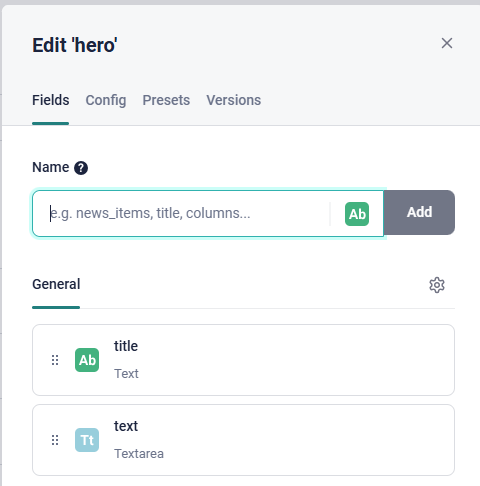 Edit 'hero'
Fields Config Presets Versions
Name ?
e.g. news_items, title, columns... Ab Add
General
Ab title
Text
Tt text
Textarea